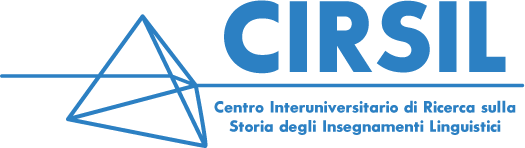 CIRSIL
Centro Interuniversitario di Ricerca sulla
Storia degli Insegnamenti Linguistici